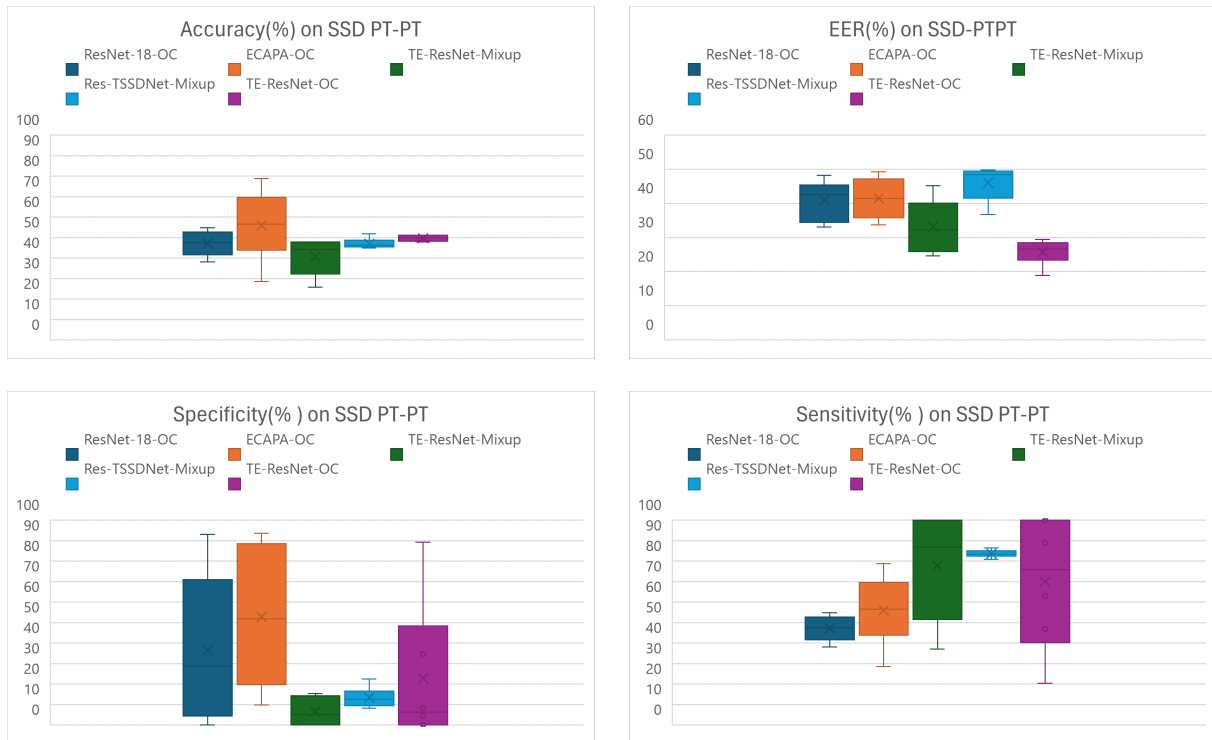 Accuracy(%) on SSD PT-PT
ResNet-18-OC
ECAPA-OC
TE-ResNet-Mixup
Res-TSSDNet-Mixup
TE-ResNet-OC
100
90
80
70
60
50
40
30
20
10
0
EER(%) on SSD-PTPT
ResNet-18-OC
ECAPA-OC
TE-ResNet-Mixup
Res-TSSDNet-Mixup
TE-ResNet-OC
60
50
40
30
20
10
0
Specificity(% ) on SSD PT-PT
ResNet-18-OC
ECAPA-OC
TE-ResNet-Mixup
Res-TSSDNet-Mixup
TE-ResNet-OC
100
90
80
70
60
50
40
30
20
10
0
Sensitivity(% ) on SSD PT-PT
ResNet-18-OC
ECAPA-OC
TE-ResNet-Mixup
Res-TSSDNet-Mixup
TE-ResNet-OC
100
90
80
70
60
50
40
30
20
10
0